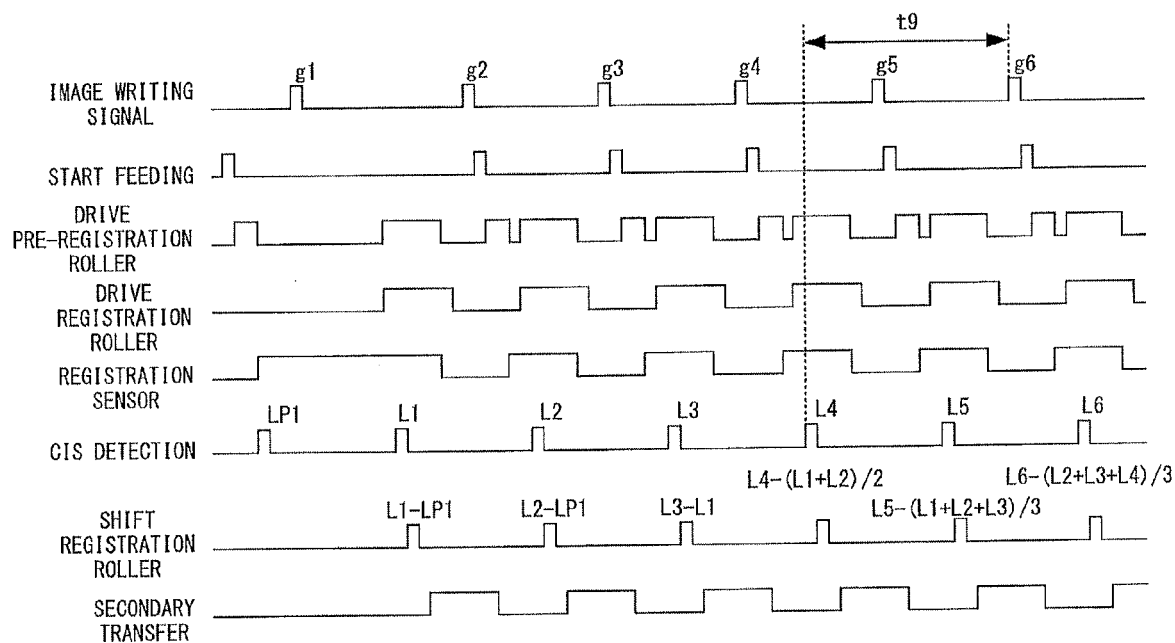 t9
g1 g2 g3 g4 g5 g6
IMAGE WRITING
SIGNAL
START FEEDING
DRIVE
PRE-REGISTRATION
ROLLER
DRIVE
REGISTRATION
ROLLER
REGISTRATION
SENSOR
LP1 L1 L2 L3 L4 L5 L6
CIS DETECTION
L4-(L1+L2)/2 L6-(L2+L3+L4)/3
L1-LP1 L2-LP1 L3-L1 L5-(L1+L2+L3)/3
SHIFT
REGISTRATION
ROLLER
SECONDARY
TRANSFER